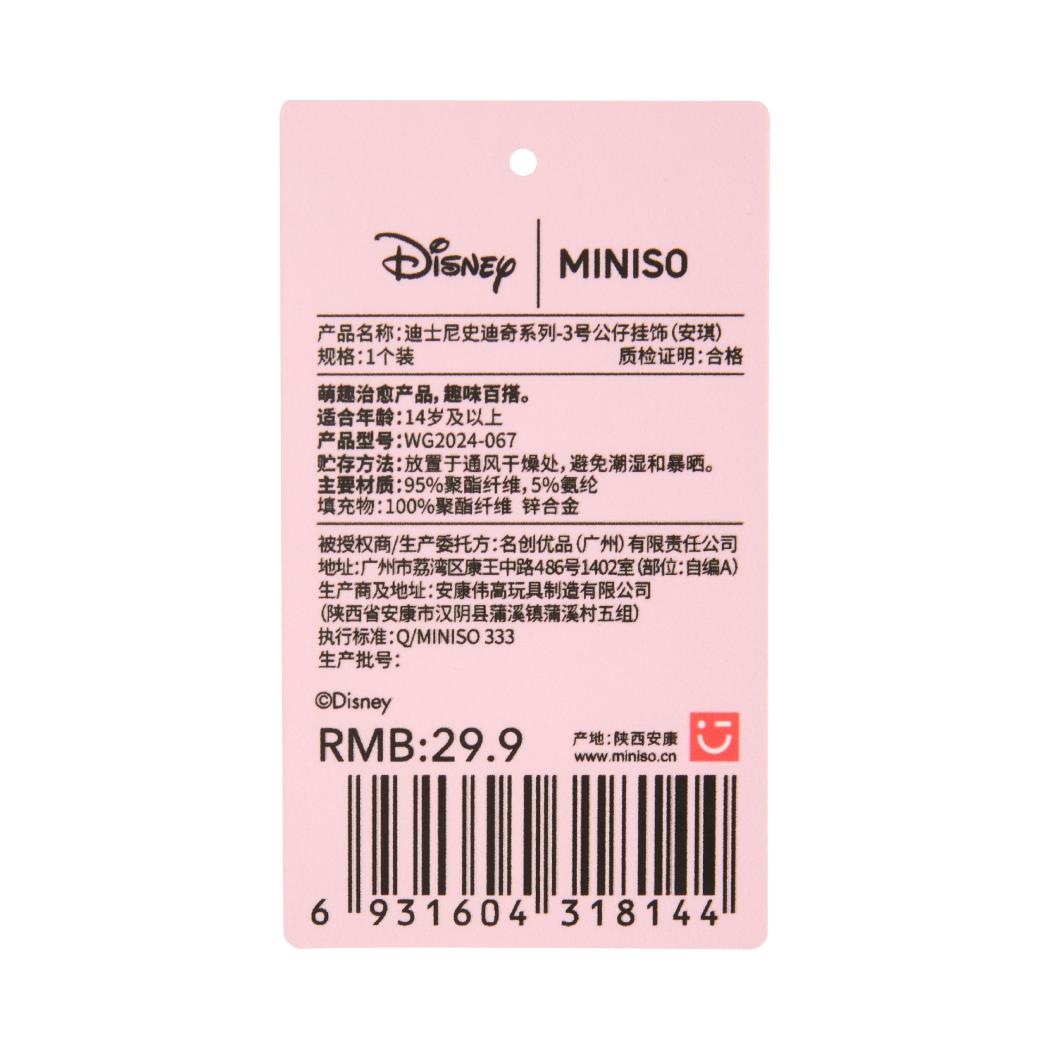 Disney | MINISO
产品名称:迪士尼史迪奇系列-3号公仔挂饰(安琪)
规格:1个装 质检证明:合格
萌趣治愈产品,趣味百搭。
适合年龄:14岁及以上
产品型号:WG2024-067
贮存方法:放置于通风干燥处,避免潮湿和暴晒。
主要材质:95%聚酯纤维,5%氨纶
填充物:100%聚酯纤维 锌合金
被授权商/生产委托方:名创优品(广州)有限责任公司
地址:广州市荔湾区康王中路486号1402室(部位:自编A)
生产商及地址:安康伟高玩具制造有限公司
(陕西省安康市汉阴县蒲溪镇蒲溪村五组)
执行标准:Q/MINISO 333
生产批号:
©Disney
RMB:29.9
产地:陕西安康
www.miniso.cn
6 931604 318144